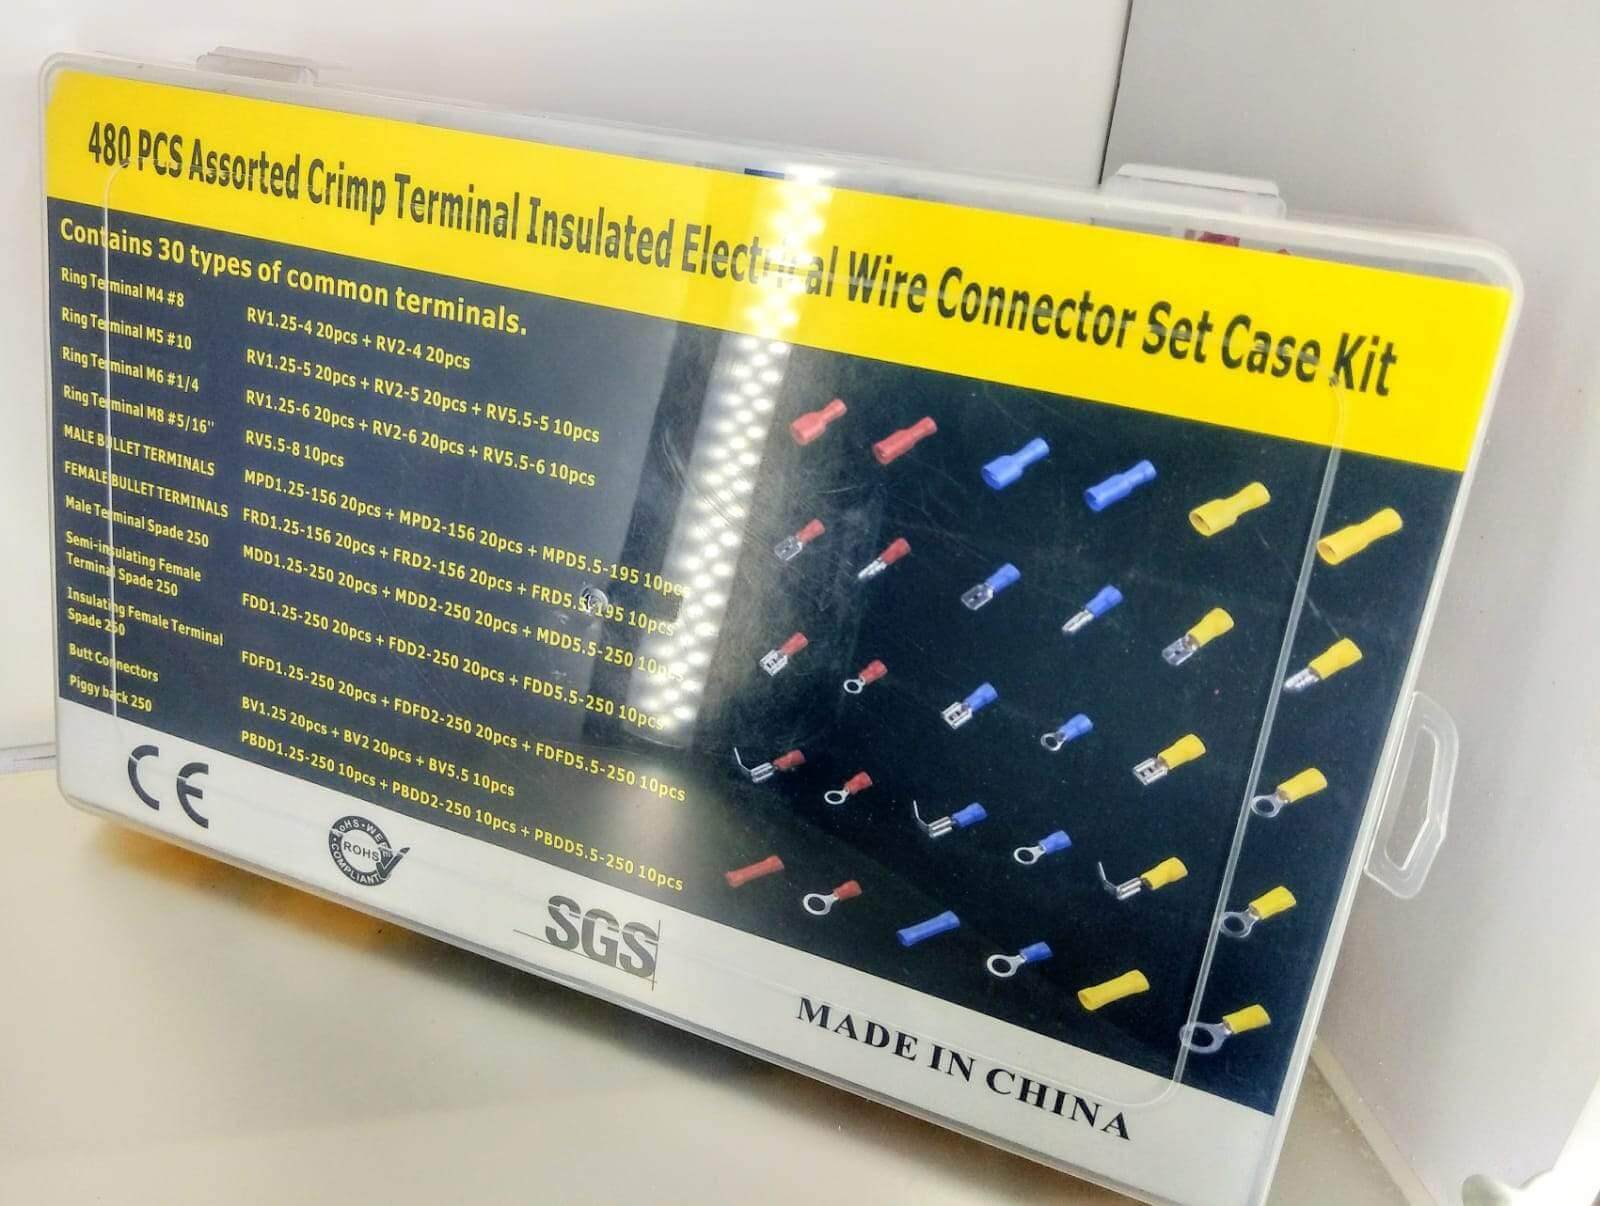 480 PCS Assorted Crimp Terminal Insulated Electrical Wire Connector Set Case Kit
Contains 30 types of common terminals.
Ring Terminal M4 #8 RV1.25-4 20pcs + RV2-4 20pcs
Ring Terminal M5 #10 RV1.25-5 20pcs + RV2-5 20pcs + RV5.5-5 10pcs
Ring Terminal M6 #1/4 RV1.25-6 20pcs + RV2-6 20pcs + RV5.5-6 10pcs
Ring Terminal M8 #5/16" RV5.5-8 10pcs
MALE BULLET TERMINALS MPD1.25-156 20pcs + MPD2-156 20pcs + MPD5.5-195 10pcs
FEMALE BULLET TERMINALS FRD1.25-156 20pcs + FRD2-156 20pcs + FRD5.5-195 10pcs
Male Terminal Spade 250 MDD1.25-250 20pcs + MDD2-250 20pcs + MDD5.5-250 10pcs
Semi-insulating Female
Terminal Spade 250 FDD1.25-250 20pcs + FDD2-250 20pcs + FDD5.5-250 10pcs
Insulating Female Terminal
Spade 250 FDFD1.25-250 20pcs + FDFD2-250 20pcs + FDFD5.5-250 10pcs
Butt Connectors BV1.25 20pcs + BV2 20pcs + BV5.5 10pcs
Piggy back 250 PBDD1.25-250 10pcs + PBDD2-250 10pcs + PBDD5.5-250 10pcs
CE
RoHS-WEEE
ROHS
COMPLIANT
SGS
MADE IN CHINA